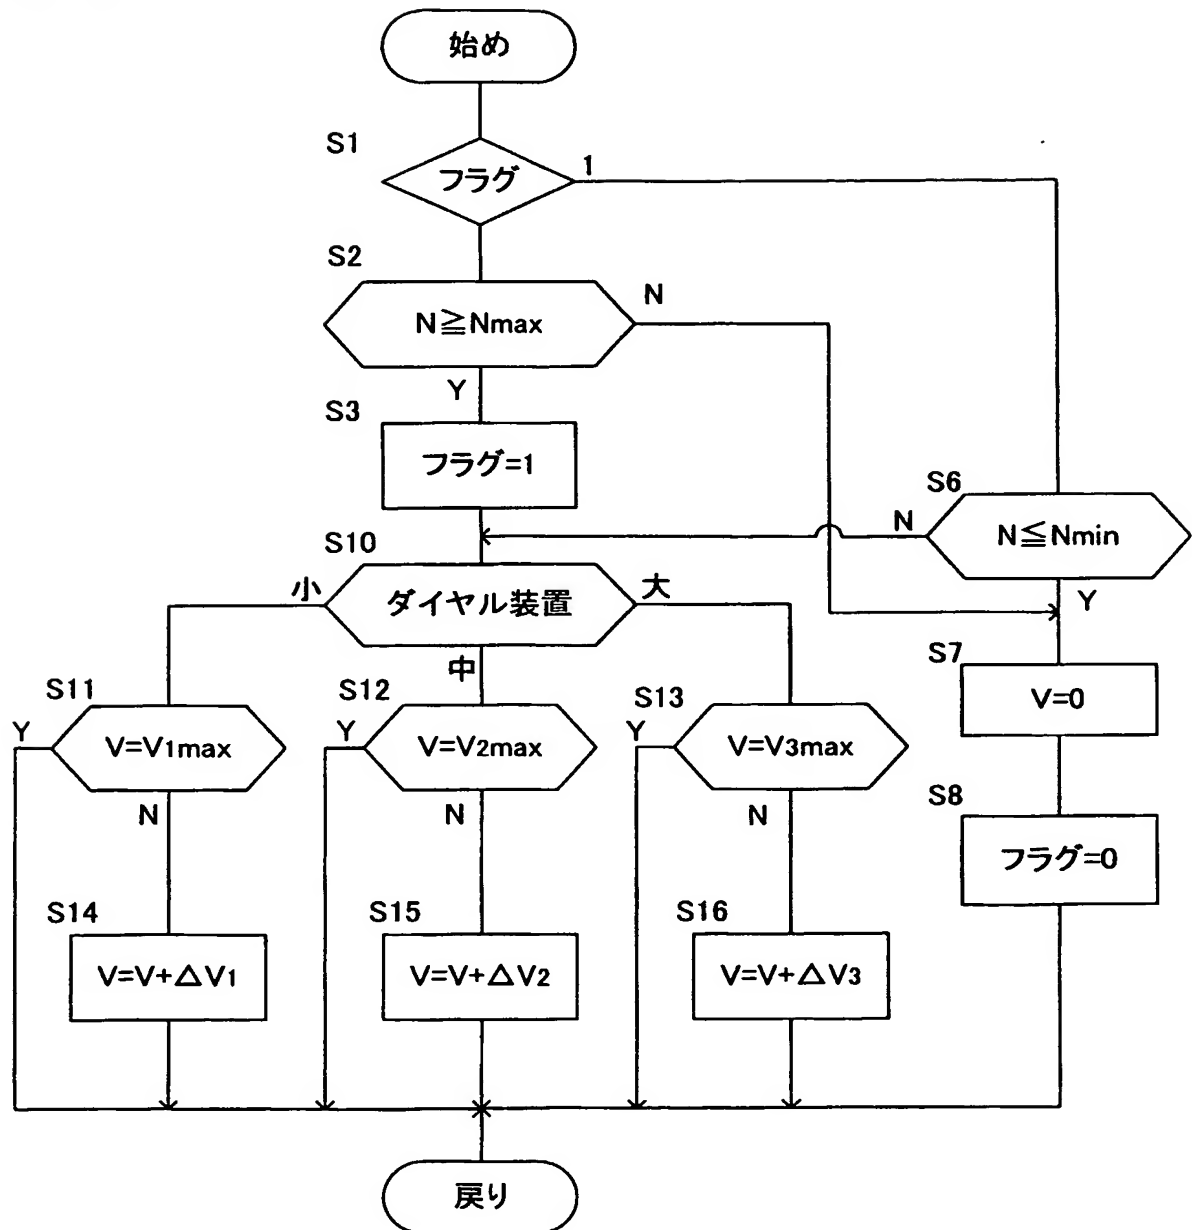 始め
S1
フラグ
1
S2
N≧Nmax
N
Y
S3
フラグ=1
S6
N≦Nmin
N
Y
S10
ダイヤル装置
小
中
大
S7
V=0
S11
V=V1max
Y
N
S12
V=V2max
Y
N
S13
V=V3max
Y
N
S8
フラグ=0
S14
V=V+△V1
S15
V=V+△V2
S16
V=V+△V3
戻り